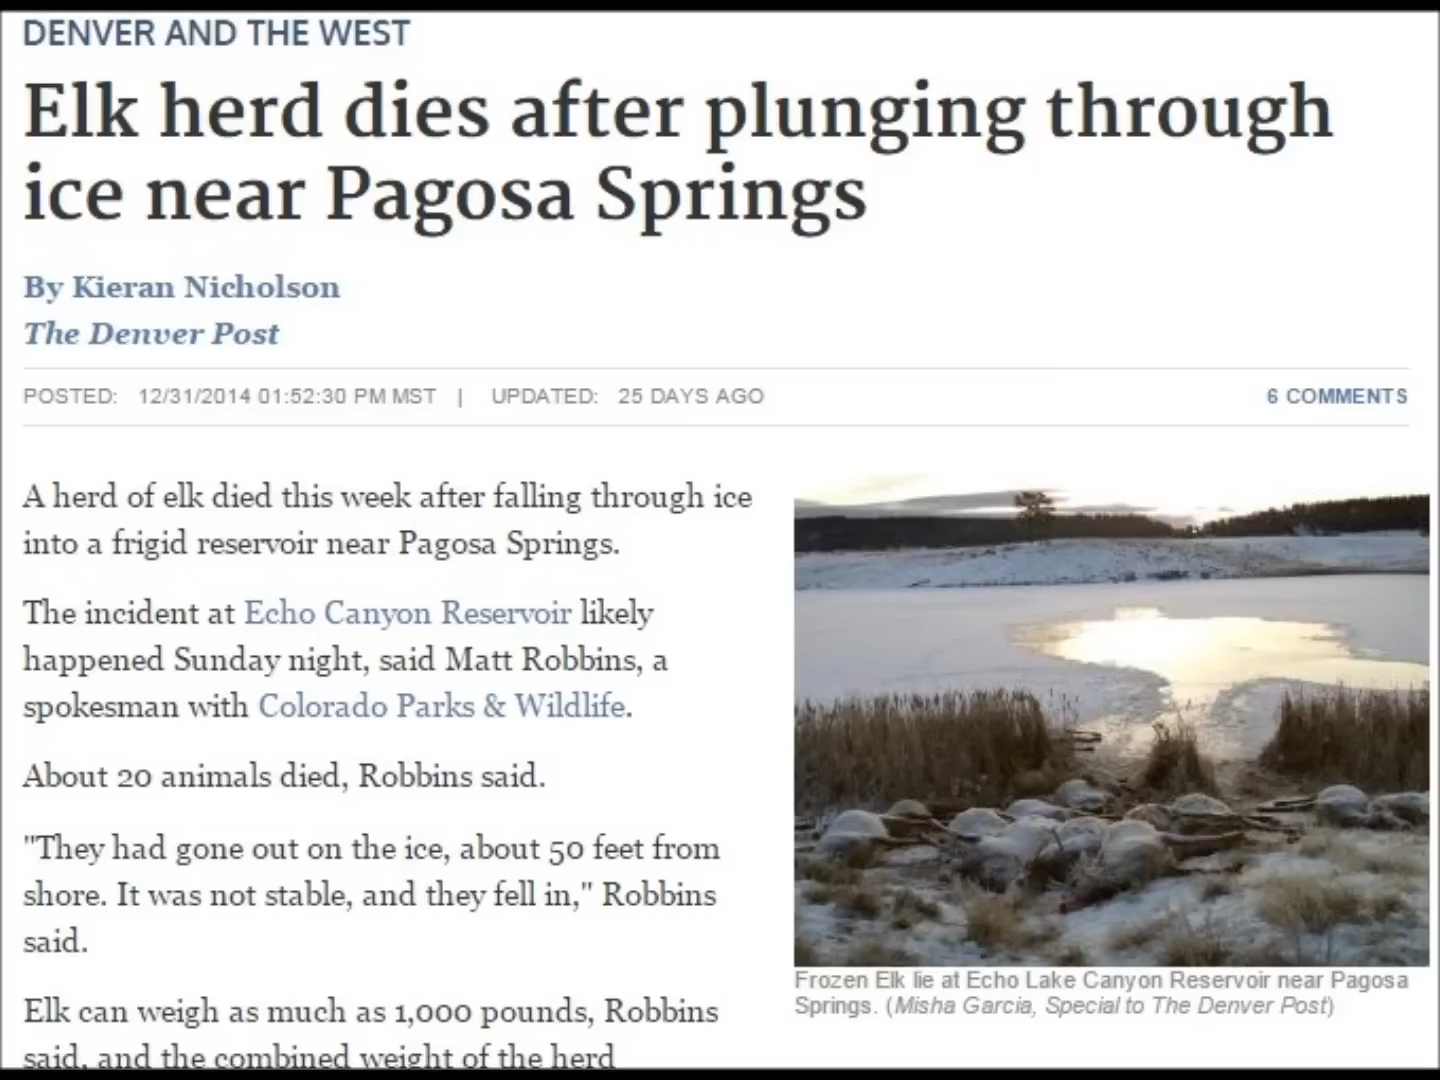 DENVER AND THE WEST
Elk herd dies after plunging through
ice near Pagosa Springs
By Kieran Nicholson
The Denver Post
POSTED: 12/31/2014 01:52:30 PM MST | UPDATED: 25 DAYS AGO
6 COMMENTS
A herd of elk died this week after falling through ice
into a frigid reservoir near Pagosa Springs.
The incident at Echo Canyon Reservoir likely
happened Sunday night, said Matt Robbins, a
spokesman with Colorado Parks & Wildlife.
About 20 animals died, Robbins said.
"They had gone out on the ice, about 50 feet from
shore. It was not stable, and they fell in," Robbins
said.
Elk can weigh as much as 1,000 pounds, Robbins
said, and the combined weight of the herd
Frozen Elk lie at Echo Lake Canyon Reservoir near Pagosa
Springs. (Misha Garcia, Special to The Denver Post)